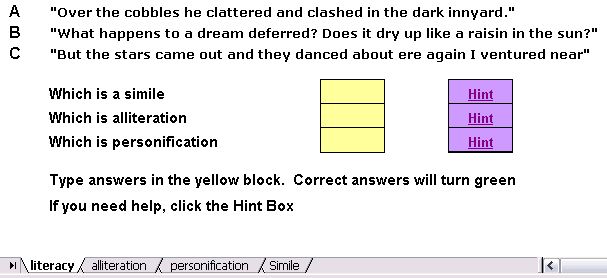 A "Over the cobbles he clattered and clashed in the dark innyard."
B "What happens to a dream deferred? Does it dry up like a raisin in the sun?"
C "But the stars came out and they danced about ere again I ventured near"
Which is a simile Hint
Which is alliteration Hint
Which is personification Hint
Type answers in the yellow block. Correct answers will turn green
If you need help, click the Hint Box
literacy alliteration personification Simile